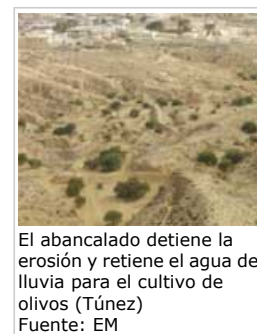 El abancalado detiene la
erosión y retiene el agua de
lluvia para el cultivo de
olivos (Túnez)
Fuente: EM